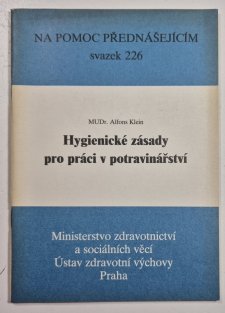 NA POMOC PŘEDNÁŠEJÍCÍM
svazek 226
MUDr. Alfons Klein
Hygienické zásady
pro práci v potravinářství
Ministerstvo zdravotnictví
a sociálních věcí
Ústav zdravotní výchovy
Praha